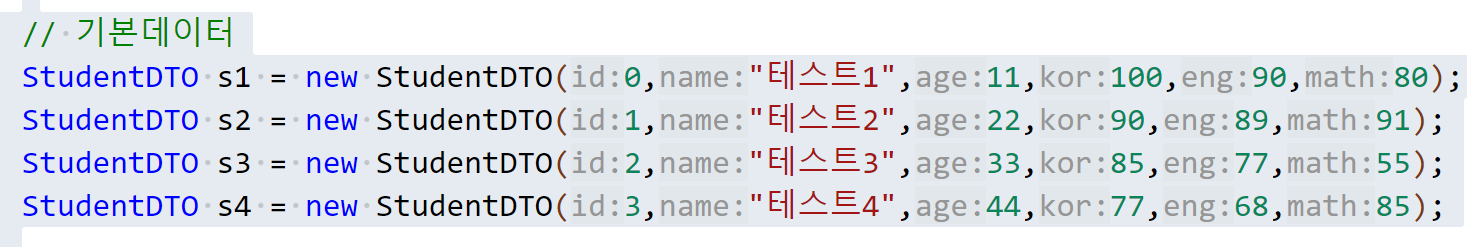 // 기본데이터
StudentDTO s1 = new StudentDTO(id:0,name:"테스트1",age:11,kor:100,eng:90,math:80);
StudentDTO s2 = new StudentDTO(id:1,name:"테스트2",age:22,kor:90,eng:89,math:91);
StudentDTO s3 = new StudentDTO(id:2,name:"테스트3",age:33,kor:85,eng:77,math:55);
StudentDTO s4 = new StudentDTO(id:3,name:"테스트4",age:44,kor:77,eng:68,math:85);